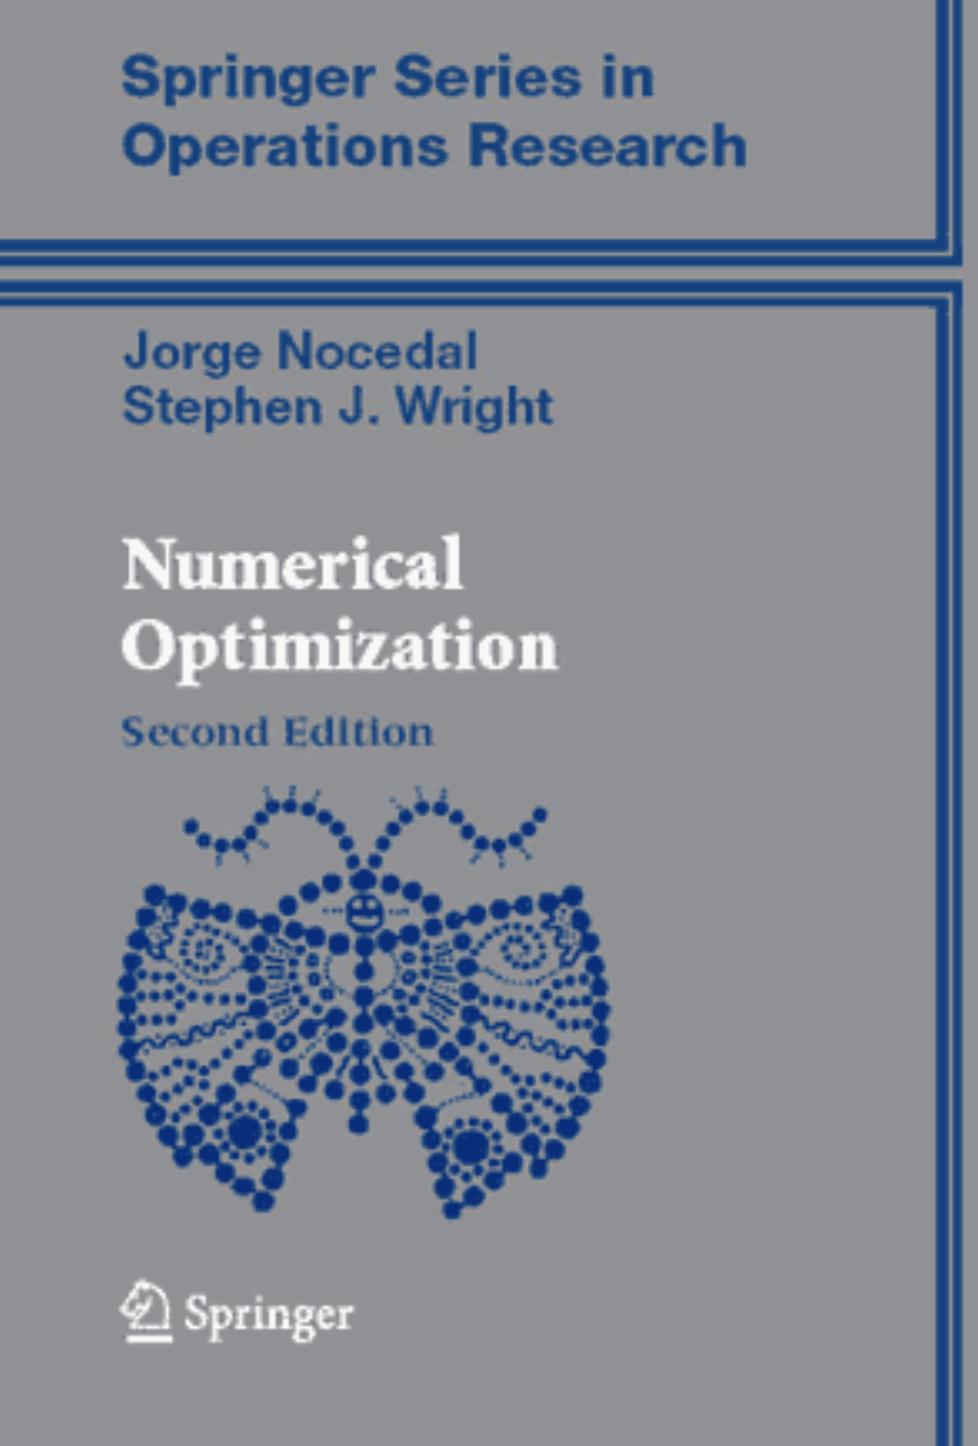 Springer Series in
Operations Research
Jorge Nocedal
Stephen J. Wright
Numerical
Optimization
Second Edition
Springer